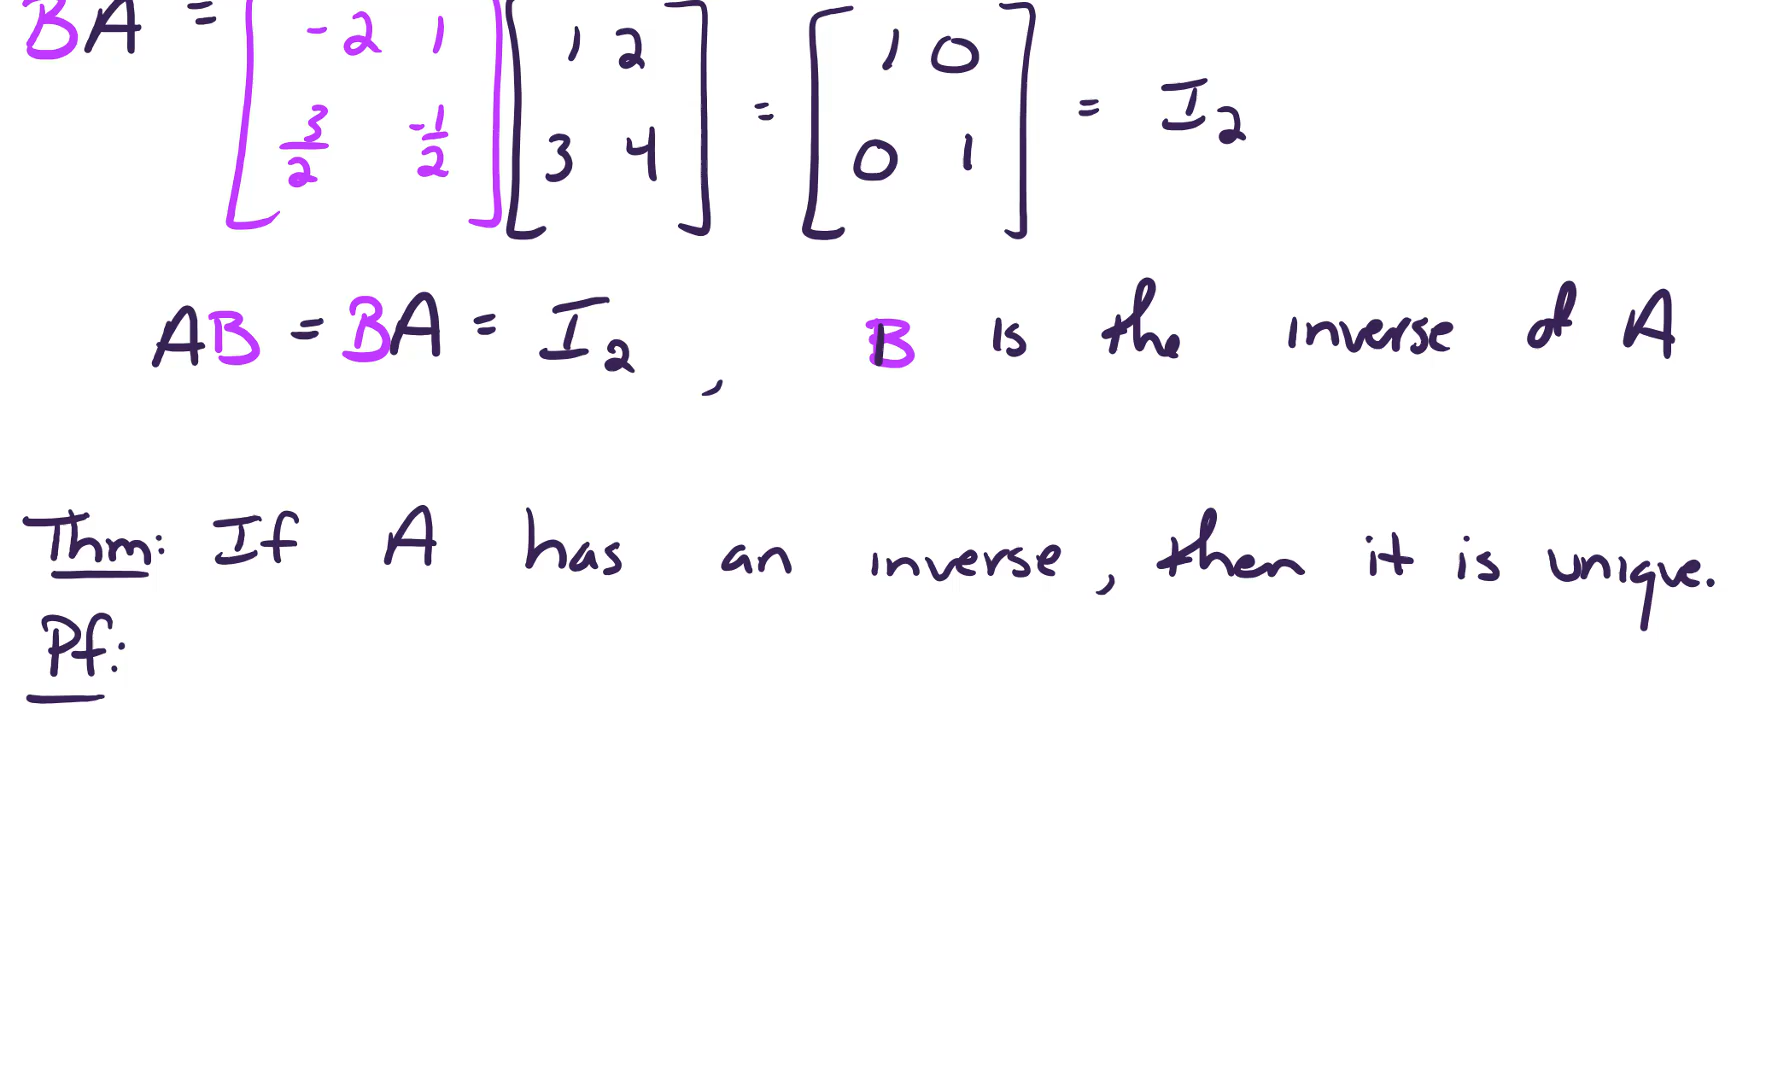 BA = [ -2 1 ] [ 1 2 ] = [ 1 0 ] = I₂
[ 3/2 -1/2 ] [ 3 4 ] [ 0 1 ]
AB = BA = I₂ , B is the inverse of A
Thm: If A has an inverse, then it is unique.
Pf: